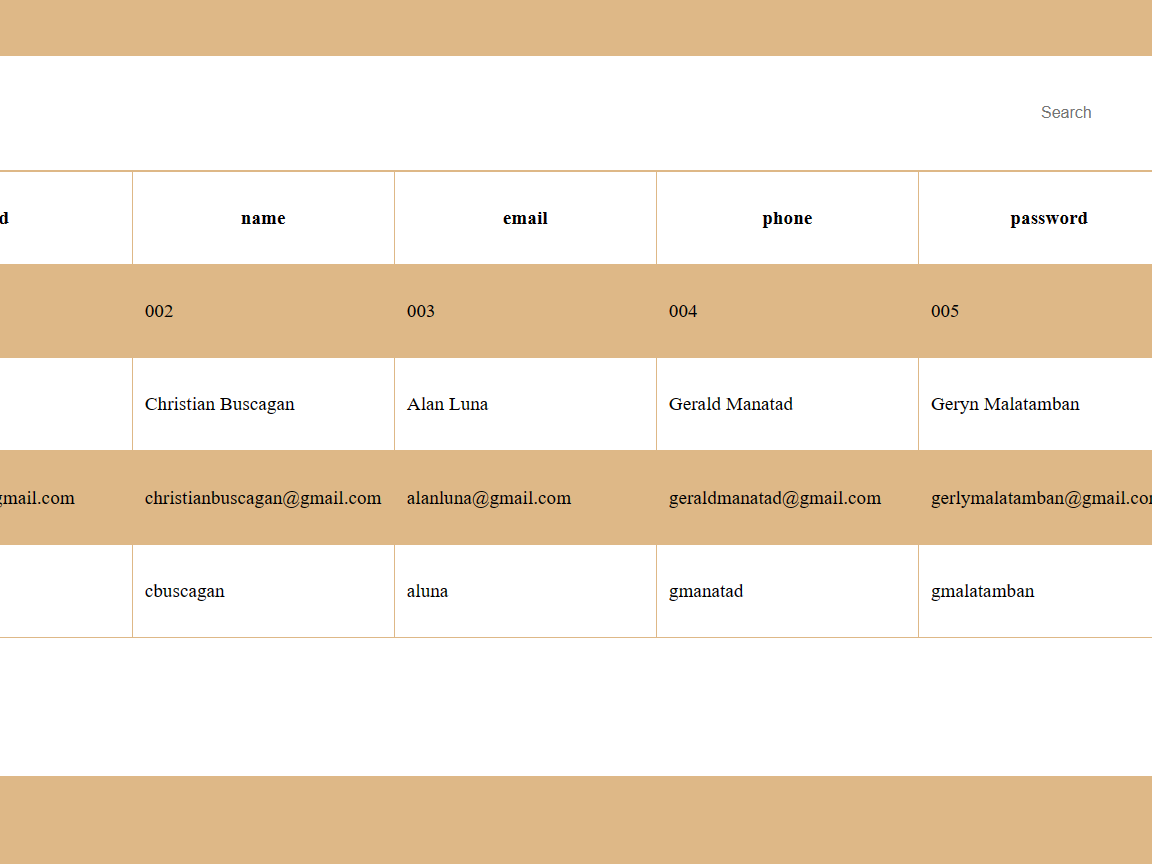 Search
d name email phone password
002 003 004 005
Christian Buscagan Alan Luna Gerald Manatad Geryn Malatamban
gmail.com christianbuscagan@gmail.com alanluna@gmail.com geraldmanatad@gmail.com gerlymalatamban@gmail.com
cbuscagan aluna gmanatad gmalatamban